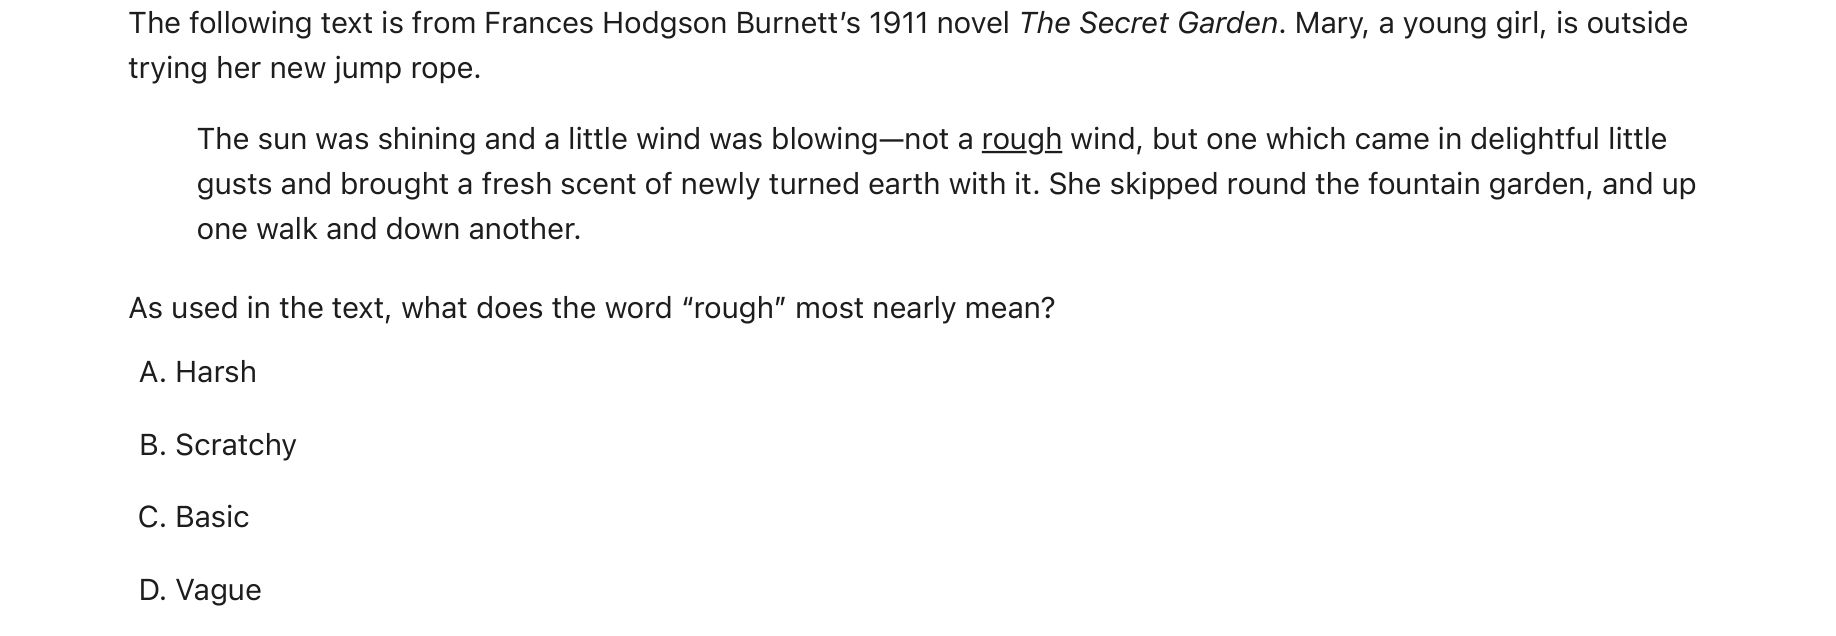 The following text is from Frances Hodgson Burnett’s 1911 novel The Secret Garden. Mary, a young girl, is outside
trying her new jump rope.
The sun was shining and a little wind was blowing—not a rough wind, but one which came in delightful little
gusts and brought a fresh scent of newly turned earth with it. She skipped round the fountain garden, and up
one walk and down another.
As used in the text, what does the word “rough” most nearly mean?
A. Harsh
B. Scratchy
C. Basic
D. Vague